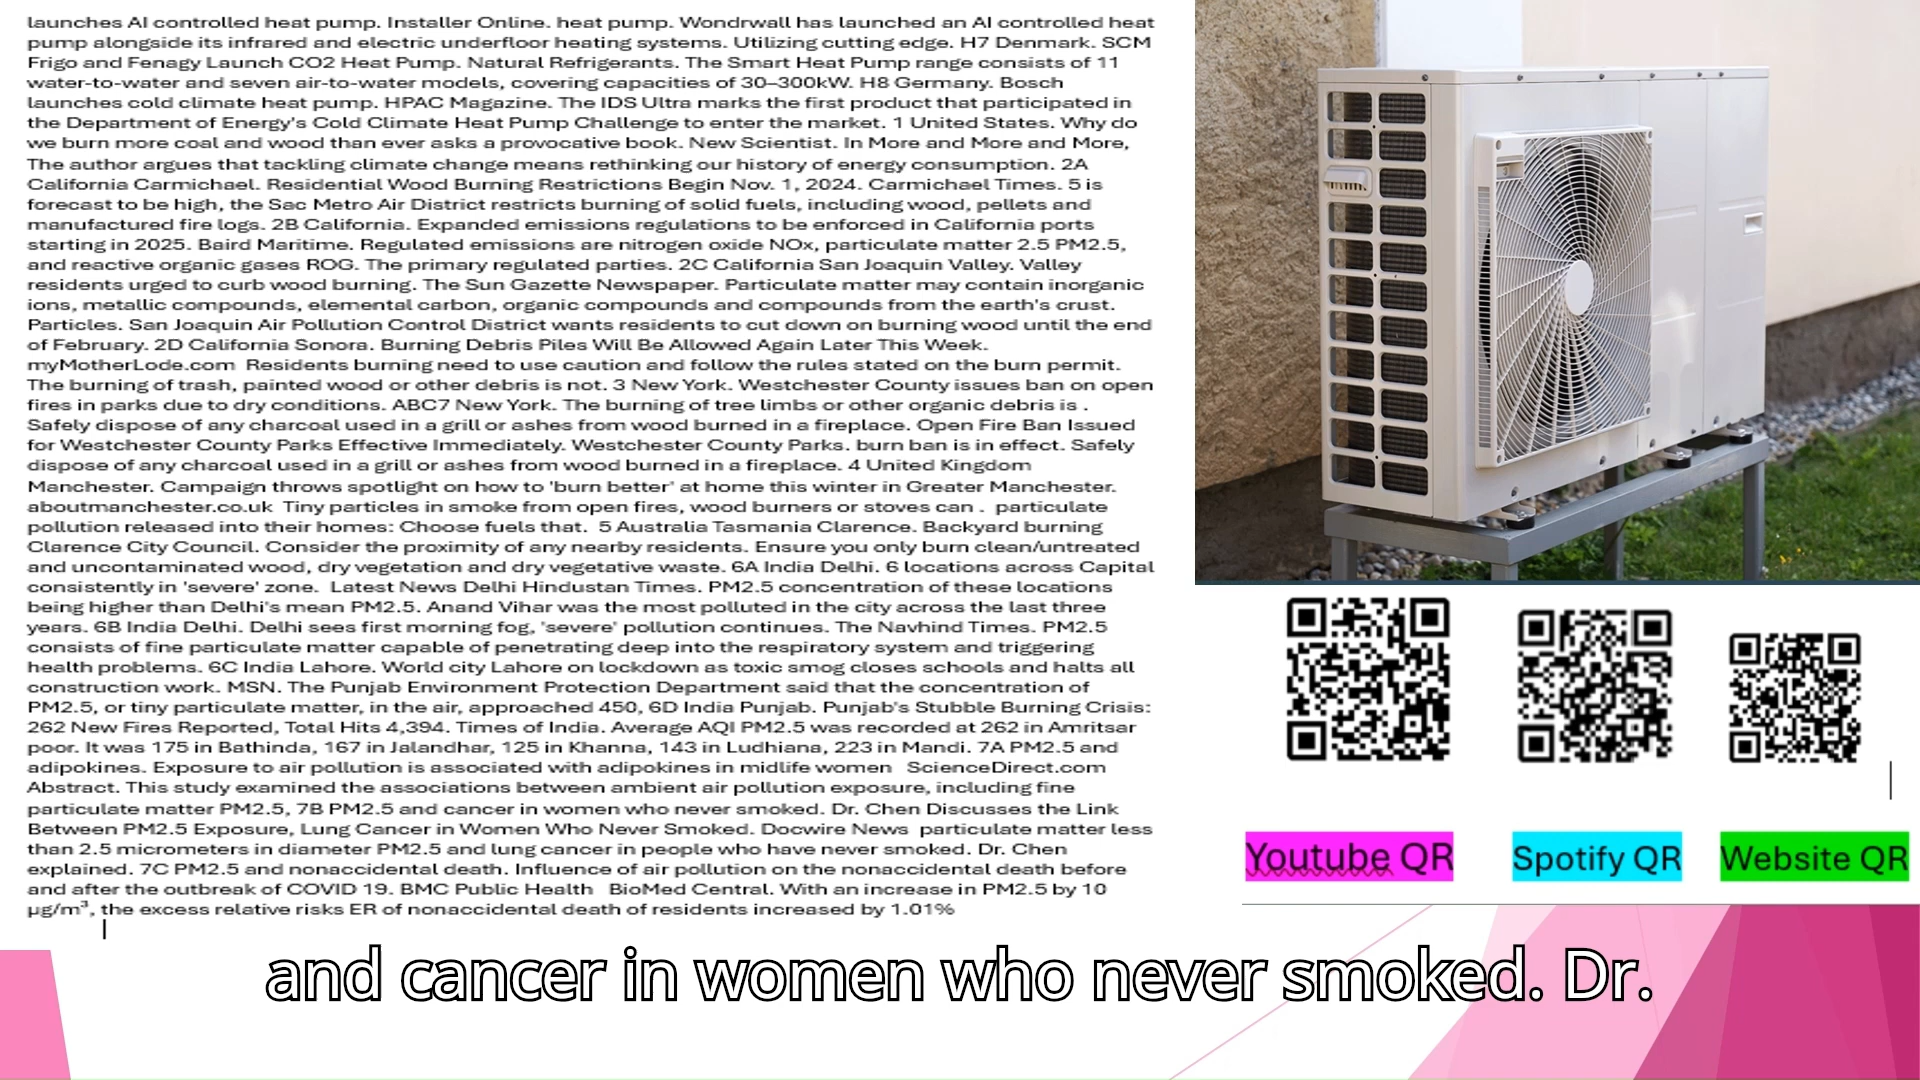 launches AI controlled heat pump. Installer Online. heat pump. Wondrwall has launched an AI controlled heat
pump alongside its infrared and electric underfloor heating systems. Utilizing cutting edge. H7 Denmark. SCM
Frigo and Fenagy Launch CO2 Heat Pump. Natural Refrigerants. The Smart Heat Pump range consists of 11
water-to-water and seven air-to-water models, covering capacities of 30–300kW. H8 Germany. Bosch
launches cold climate heat pump. HPAC Magazine. The IDS Ultra marks the first product that participated in
the Department of Energy's Cold Climate Heat Pump Challenge to enter the market. 1 United States. Why do
we burn more coal and wood than ever asks a provocative book. New Scientist. In More and More and More,
The author argues that tackling climate change means rethinking our history of energy consumption. 2A
California Carmichael. Residential Wood Burning Restrictions Begin Nov. 1, 2024. Carmichael Times. 5 is
forecast to be high, the Sac Metro Air District restricts burning of solid fuels, including wood, pellets and
manufactured fire logs. 2B California. Expanded emissions regulations to be enforced in California ports
starting in 2025. Baird Maritime. Regulated emissions are nitrogen oxide NOx, particulate matter 2.5 PM2.5,
and reactive organic gases ROG. The primary regulated parties. 2C California San Joaquin Valley. Valley
residents urged to curb wood burning. The Sun Gazette Newspaper. Particulate matter may contain inorganic
ions, metallic compounds, elemental carbon, organic compounds and compounds from the earth's crust.
Particles. San Joaquin Air Pollution Control District wants residents to cut down on burning wood until the end
of February. 2D California Sonora. Burning Debris Piles Will Be Allowed Again Later This Week.
myMotherLode.com Residents burning need to use caution and follow the rules stated on the burn permit.
The burning of trash, painted wood or other debris is not. 3 New York. Westchester County issues ban on open
fires in parks due to dry conditions. ABC7 New York. The burning of tree limbs or other organic debris is .
Safely dispose of any charcoal used in a grill or ashes from wood burned in a fireplace. Open Fire Ban Issued
for Westchester County Parks Effective Immediately. Westchester County Parks. burn ban is in effect. Safely
dispose of any charcoal used in a grill or ashes from wood burned in a fireplace. 4 United Kingdom
Manchester. Campaign throws spotlight on how to 'burn better' at home this winter in Greater Manchester.
aboutmanchester.co.uk Tiny particles in smoke from open fires, wood burners or stoves can . particulate
pollution released into their homes: Choose fuels that. 5 Australia Tasmania Clarence. Backyard burning
Clarence City Council. Consider the proximity of any nearby residents. Ensure you only burn clean/untreated
and uncontaminated wood, dry vegetation and dry vegetative waste. 6A India Delhi. 6 locations across Capital
consistently in 'severe' zone. Latest News Delhi Hindustan Times. PM2.5 concentration of these locations
being higher than Delhi's mean PM2.5. Anand Vihar was the most polluted in the city across the last three
years. 6B India Delhi. Delhi sees first morning fog, 'severe' pollution continues. The Navhind Times. PM2.5
consists of fine particulate matter capable of penetrating deep into the respiratory system and triggering
health problems. 6C India Lahore. World city Lahore on lockdown as toxic smog closes schools and halts all
construction work. MSN. The Punjab Environment Protection Department said that the concentration of
PM2.5, or tiny particulate matter, in the air, approached 450, 6D India Punjab. Punjab's Stubble Burning Crisis:
262 New Fires Reported, Total Hits 4,394. Times of India. Average AQI PM2.5 was recorded at 262 in Amritsar
poor. It was 175 in Bathinda, 167 in Jalandhar, 125 in Khanna, 143 in Ludhiana, 223 in Mandi. 7A PM2.5 and
adipokines. Exposure to air pollution is associated with adipokines in midlife women ScienceDirect.com
Abstract. This study examined the associations between ambient air pollution exposure, including fine
particulate matter PM2.5, 7B PM2.5 and cancer in women who never smoked. Dr. Chen Discusses the Link
Between PM2.5 Exposure, Lung Cancer in Women Who Never Smoked. Docwire News particulate matter less
than 2.5 micrometers in diameter PM2.5 and lung cancer in people who have never smoked. Dr. Chen
explained. 7C PM2.5 and nonaccidental death. Influence of air pollution on the nonaccidental death before
and after the outbreak of COVID 19. BMC Public Health BioMed Central. With an increase in PM2.5 by 10
μg/m³, the excess relative risks ER of nonaccidental death of residents increased by 1.01%
Youtube QR
Spotify QR
Website QR
and cancer in women who never smoked. Dr.